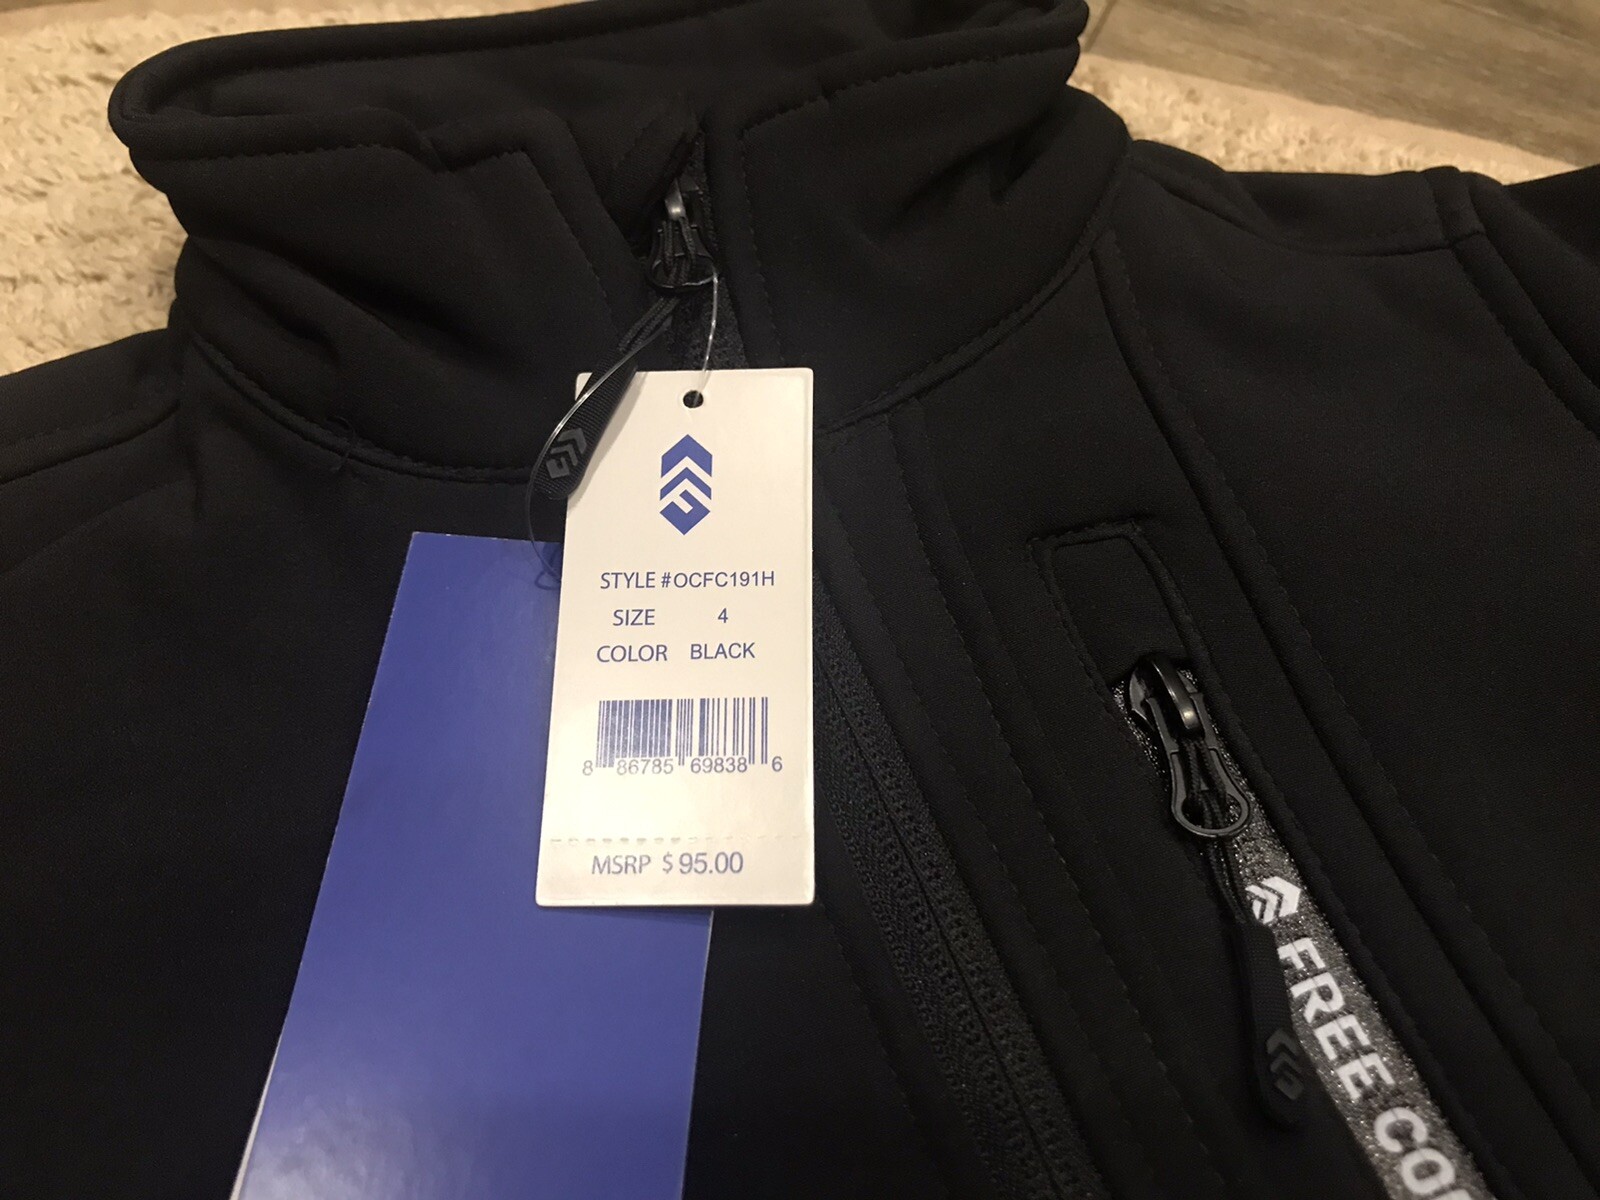 STYLE #OCFC191H
SIZE 4
COLOR BLACK
8 86785 69838 6
MSRP $ 95.00
FREE CO